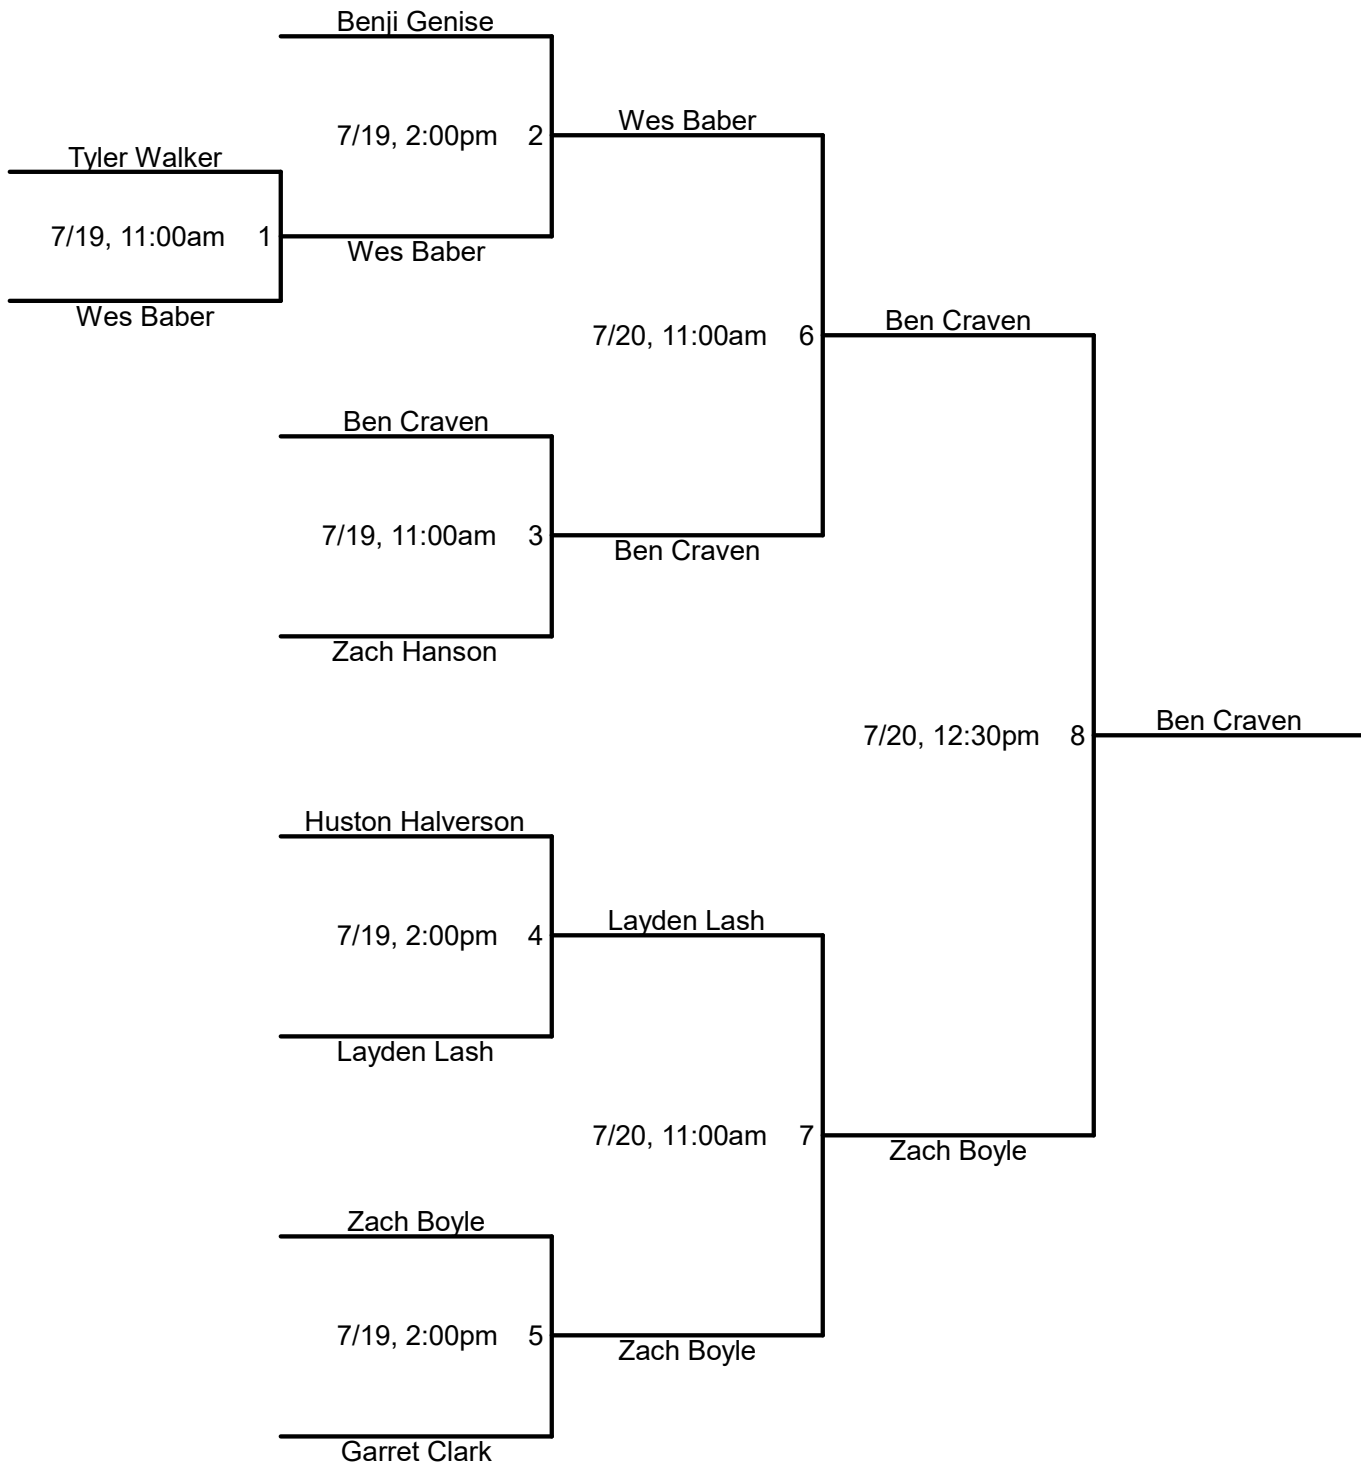 Benji Genise
7/19, 2:00pm 2
Wes Baber
Tyler Walker
7/19, 11:00am 1
Wes Baber
Wes Baber
7/20, 11:00am 6
Ben Craven
Ben Craven
7/19, 11:00am 3
Ben Craven
Zach Hanson
7/20, 12:30pm 8
Ben Craven
Huston Halverson
7/19, 2:00pm 4
Layden Lash
Layden Lash
7/20, 11:00am 7
Zach Boyle
Zach Boyle
7/19, 2:00pm 5
Zach Boyle
Garret Clark